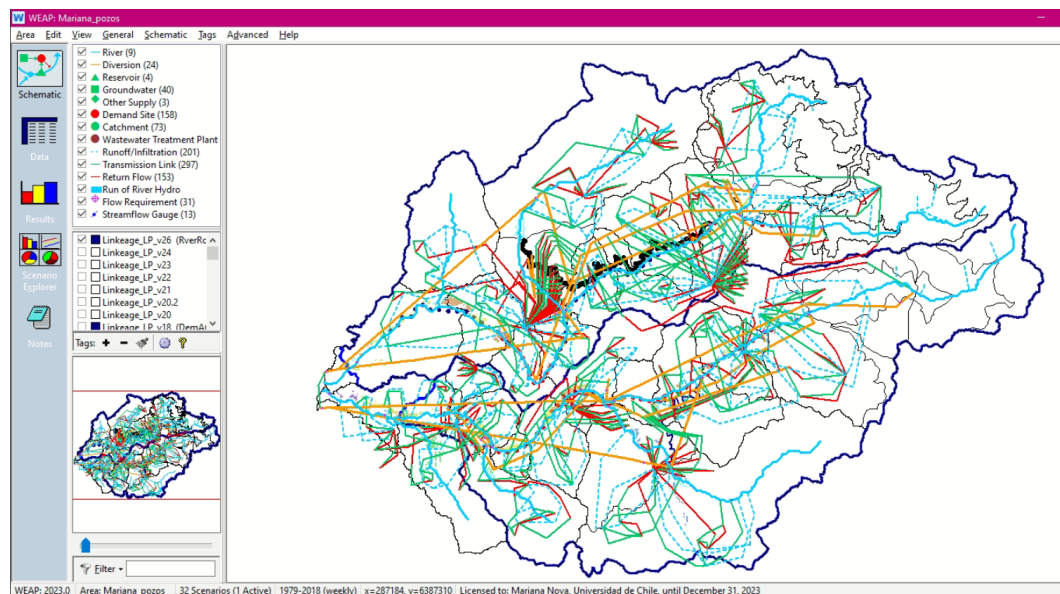 WEAP: Mariana_pozos
Area Edit View General Schematic Tags Advanced Help
Schematic
Data
Results
Scenario
Explorer
Notes
River (9)
Diversion (24)
Reservoir (4)
Groundwater (40)
Other Supply (3)
Demand Site (158)
Catchment (73)
Wastewater Treatment Plant
Runoff/Infiltration (201)
Transmission Link (297)
Return Flow (153)
Run of River Hydro
Flow Requirement (31)
Streamflow Gauge (13)
Linkeage_LP_v26 (RverRc
Linkeage_LP_v24
Linkeage_LP_v23
Linkeage_LP_v22
Linkeage_LP_v21
Linkeage_LP_v20
Linkeage_LP_v20.2
Linkeage_LP_v18 (DemA
Tags:
Filter
WEAP: 2023.0 Area: Mariana_pozos 32 Scenarios (1 Active) 1979-2018 (weekly) x=287184, y=6387310 Licensed to: Mariana Nova, Universidad de Chile, until December 31, 2023